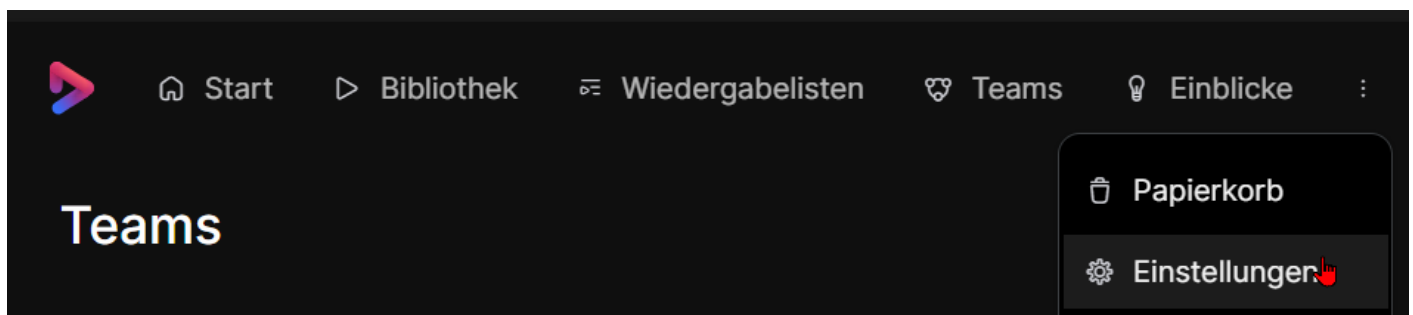 Start Bibliothek Wiedergabelisten Teams Einblicke
Papierkorb
Teams
Einstellungen